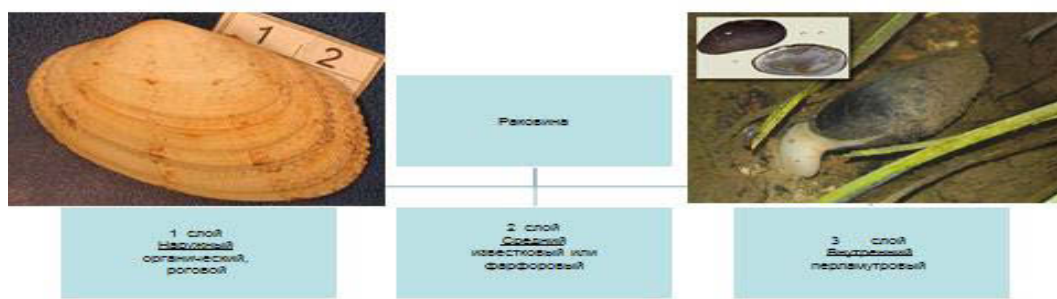 1 2
Раковина
1 слой
Наружный
органический,
роговой
2 слой
Средний
известковый или
фарфоровый
3 слой
Внутренний
перламутровый